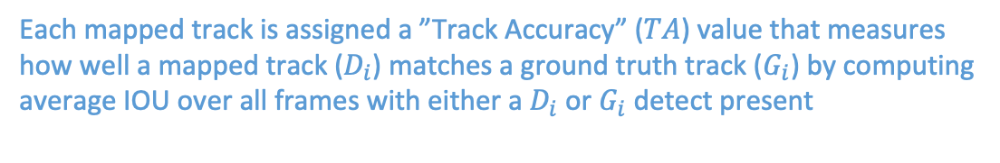 Each mapped track is assigned a ”Track Accuracy” (𝑇𝐴) value that measures
how well a mapped track (𝐷ᵢ) matches a ground truth track (𝐺ᵢ) by computing
average IOU over all frames with either a 𝐷ᵢ or 𝐺ᵢ detect present